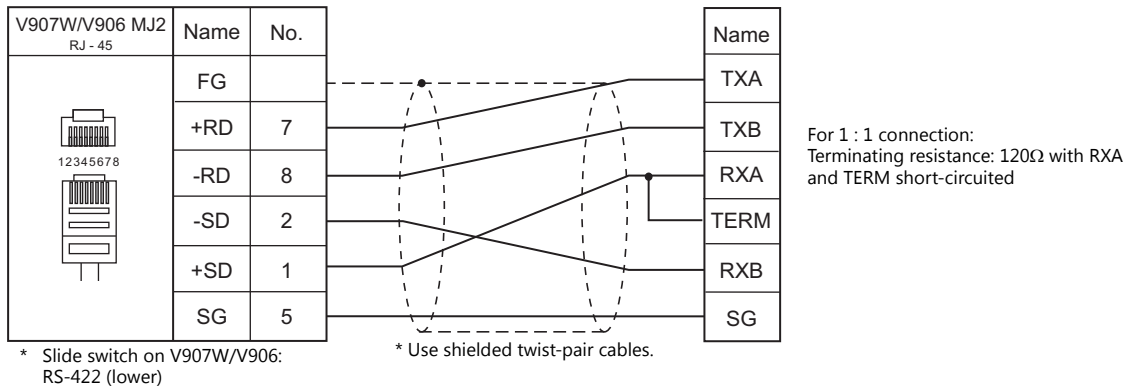 V907W/V906 MJ2 Name No. Name
RJ - 45
FG TXA
+RD 7 TXB
12345678
-RD 8 RXA
-SD 2 TERM
+SD 1 RXB
SG 5 SG
For 1 : 1 connection:
Terminating resistance: 120Ω with RXA
and TERM short-circuited
* Slide switch on V907W/V906:
RS-422 (lower)
* Use shielded twist-pair cables.